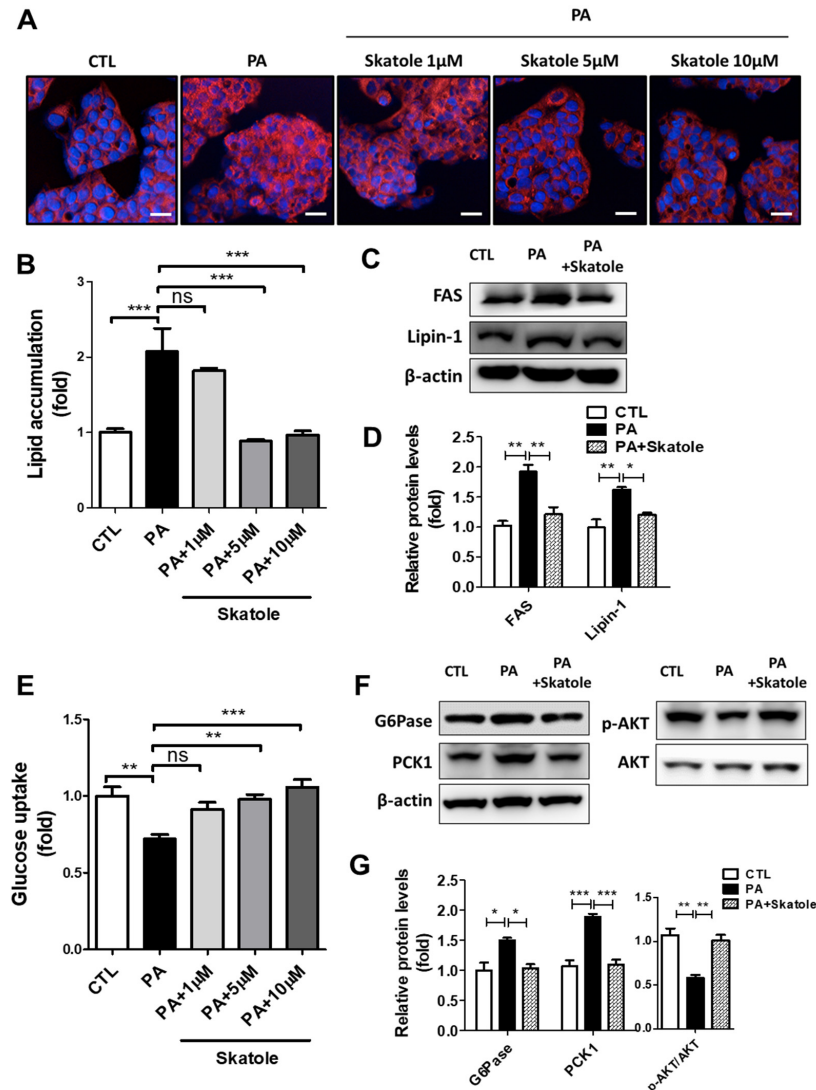 A
PA
CTL PA Skatole 1μM Skatole 5μM Skatole 10μM
B
Lipid accumulation
(fold)
3
2
1
0
***
ns
***
***
CTL
PA
PA+1μM
PA+5μM
PA+10μM
Skatole
C
CTL PA PA
+Skatole
FAS
Lipin-1
β-actin
D
CTL
PA
PA+Skatole
Relative protein levels
(fold)
2.5
2.0
1.5
1.0
0.5
0.0
** **
** *
FAS
Lipin-1
E
Glucose uptake
(fold)
1.5
1.0
0.5
0.0
**
ns
**
***
CTL
PA
PA+1μM
PA+5μM
PA+10μM
Skatole
F
CTL PA PA
+Skatole
G6Pase
PCK1
β-actin
CTL PA PA
+Skatole
p-AKT
AKT
G
CTL
PA
PA+Skatole
Relative protein levels
(fold)
2.5
2.0
1.5
1.0
0.5
0.0
* *
*** ***
G6Pase
PCK1
1.5
1.0
0.5
0.0
** **
p-AKT/AKT